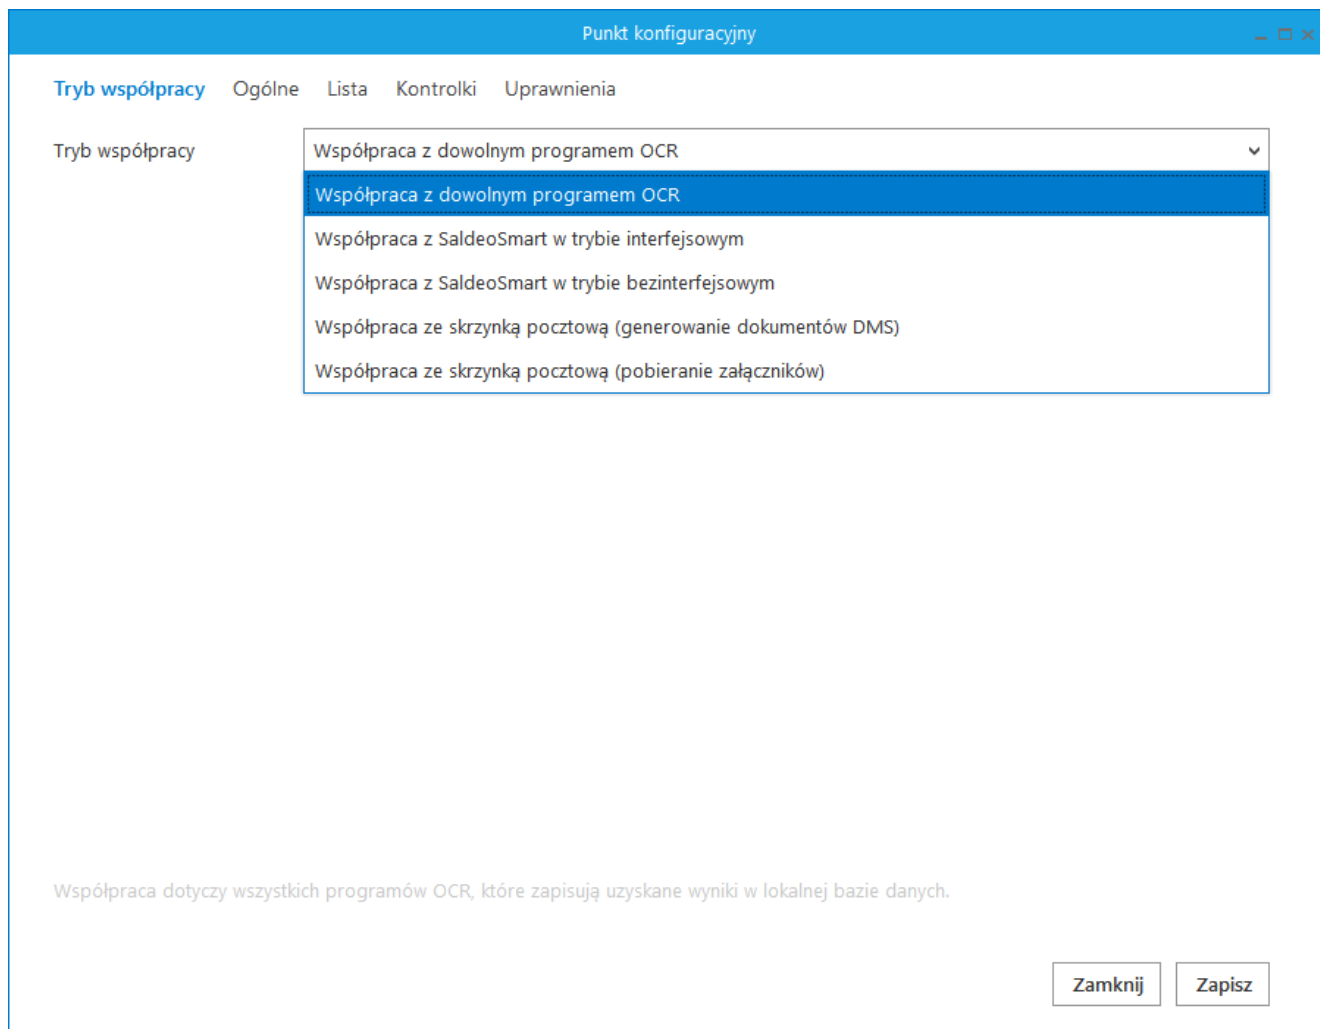 Punkt konfiguracyjny
Tryb współpracy Ogólne Lista Kontrolki Uprawnienia
Tryb współpracy Współpraca z dowolnym programem OCR
Współpraca z dowolnym programem OCR
Współpraca z SaldeoSmart w trybie interfejsowym
Współpraca z SaldeoSmart w trybie bezinterfejsowym
Współpraca ze skrzynką pocztową (generowanie dokumentów DMS)
Współpraca ze skrzynką pocztową (pobieranie załączników)
Współpraca dotyczy wszystkich programów OCR, które zapisują uzyskane wyniki w lokalnej bazie danych.
Zamknij Zapisz